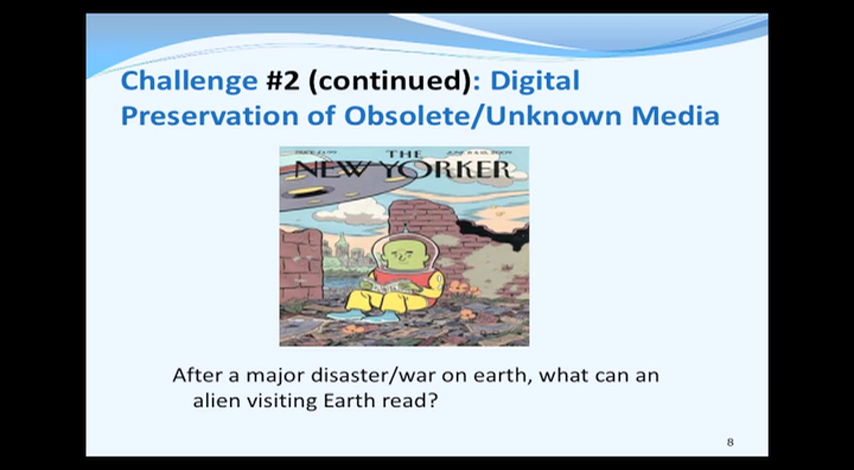 Challenge #2 (continued): Digital
Preservation of Obsolete/Unknown Media
THE
NEW YORKER
After a major disaster/war on earth, what can an
alien visiting Earth read?
8